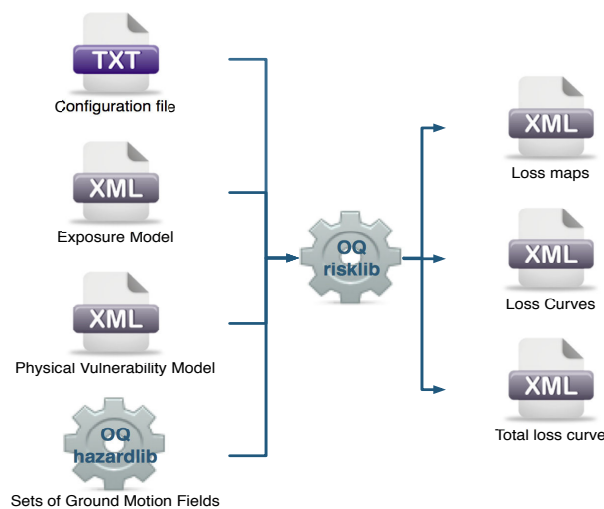 TXT
Configuration file
XML
Exposure Model
XML
Physical Vulnerability Model
OQ
hazardlib
Sets of Ground Motion Fields
OQ
risklib
XML
Loss maps
XML
Loss Curves
XML
Total loss curve